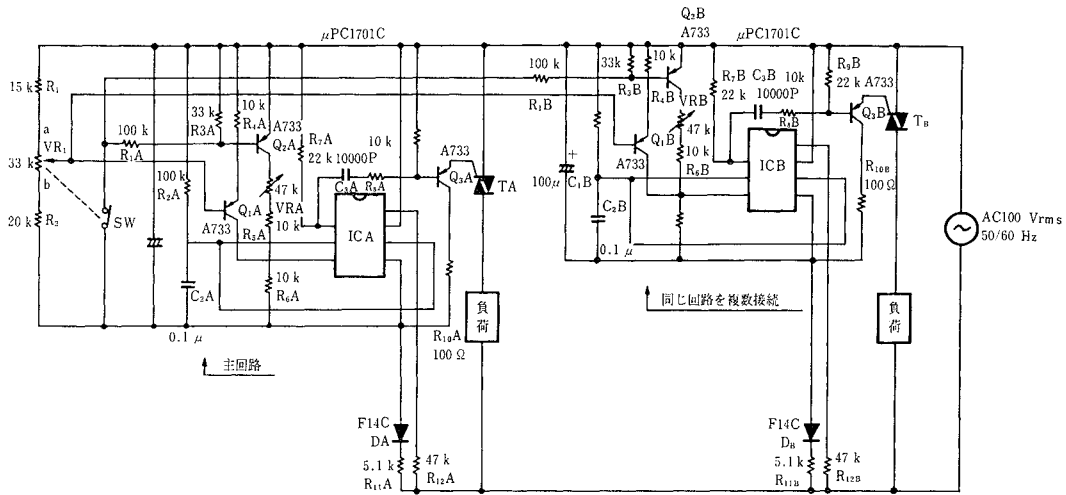 μPC1701C
Q₂B
A733
μPC1701C
15 k
R₁
a
VR₁
33 k
b
20 k
R₂
SW
100 k
R₁A
33 k
R3A
10 k
R₄A
A733
Q₂A
100 k
R₂A
Q₁A
A733
R₅A
47 k
VRA
10 k
10 k
R₆A
C₂A
0.1 μ
R₇A
22 k
10000P
C₃A
10 k
R₈A
ICA
A733
Q₃A
TA
R₁₀A
100 Ω
負荷
主回路
F14C
DA
5.1 k
R₁₁A
47 k
R₁₂A
100 k
R₁B
33k
R₃B
10 k
R₄B
VRB
47 k
10 k
R₆B
Q₁B
A733
+
100μ
C₁B
C₂B
0.1 μ
R₇B
22 k
C₃B
10000P
10k
R₈B
R₉B
22 k
A733
Q₃B
T_B
ICB
R₁₀B
100 Ω
AC100 Vrms
50/60 Hz
同じ回路を複数接続
負荷
F14C
D_B
5.1 k
R₁₁B
47 k
R₁₂B